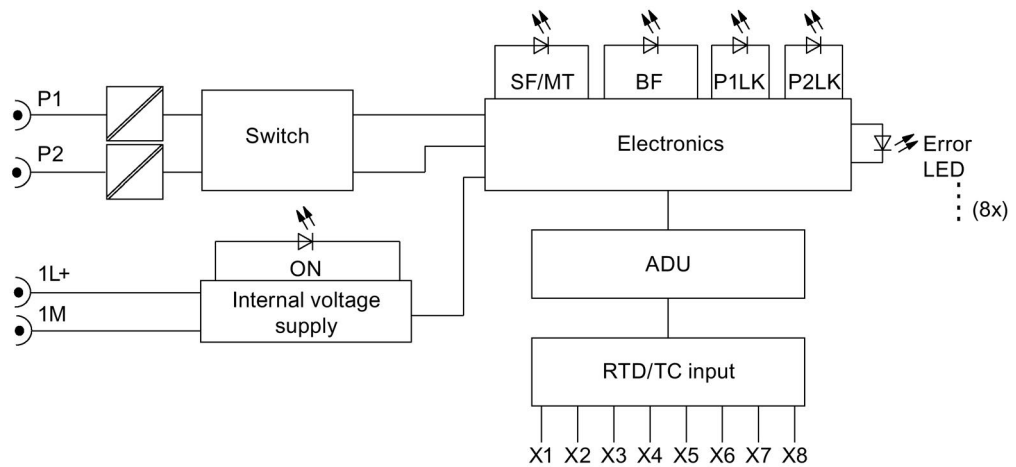 SF/MT
BF
P1LK
P2LK
P1
Switch
Electronics
Error
LED
P2
(8x)
ON
1L+
Internal voltage
supply
1M
ADU
RTD/TC input
X1 X2 X3 X4 X5 X6 X7 X8